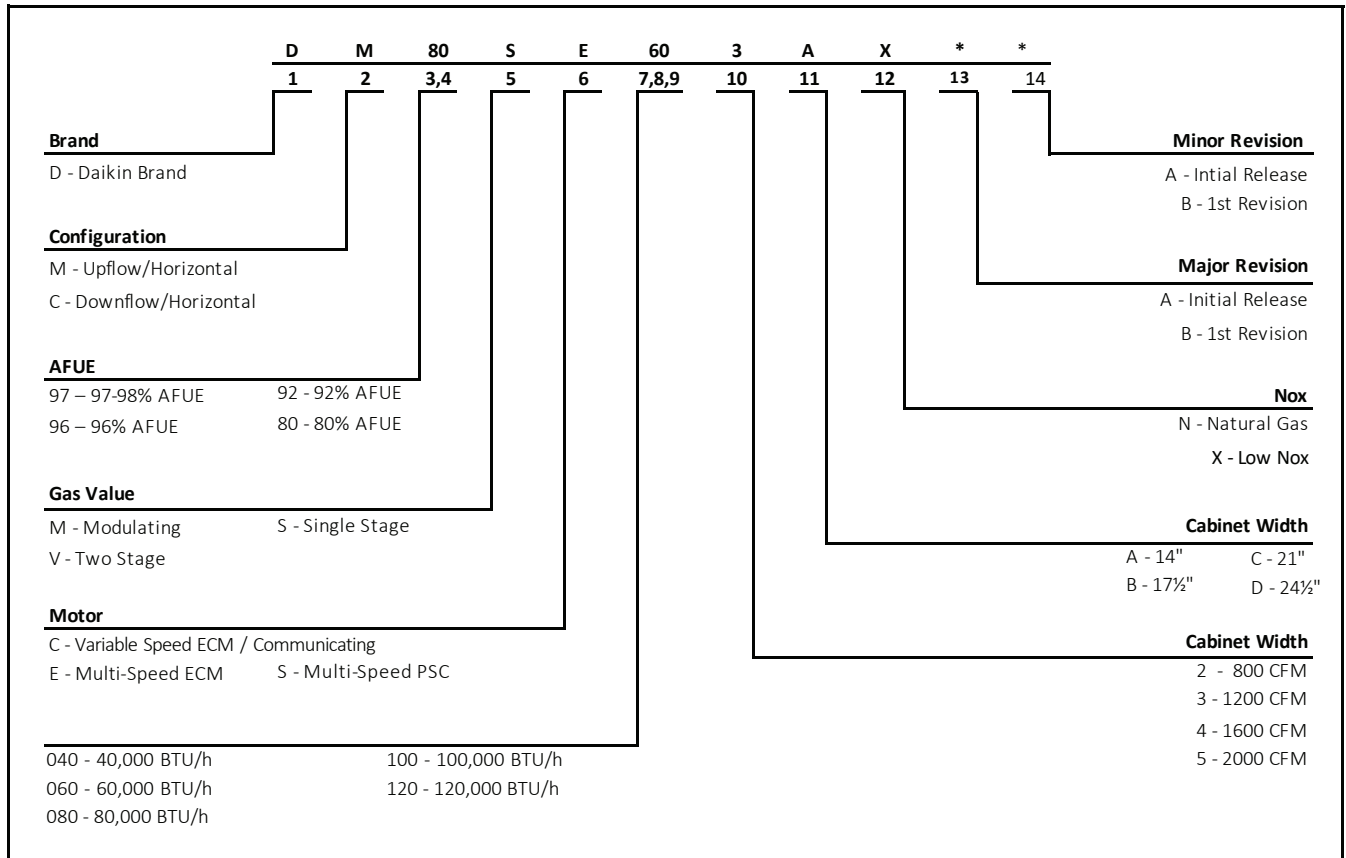 D M 80 S E 60 3 A X * *
1 2 3,4 5 6 7,8,9 10 11 12 13 14
Brand
D - Daikin Brand
Configuration
M - Upflow/Horizontal
C - Downflow/Horizontal
AFUE
97 – 97-98% AFUE 92 - 92% AFUE
96 – 96% AFUE 80 - 80% AFUE
Gas Value
M - Modulating S - Single Stage
V - Two Stage
Motor
C - Variable Speed ECM / Communicating
E - Multi-Speed ECM S - Multi-Speed PSC
040 - 40,000 BTU/h 100 - 100,000 BTU/h
060 - 60,000 BTU/h 120 - 120,000 BTU/h
080 - 80,000 BTU/h
Minor Revision
A - Intial Release
B - 1st Revision
Major Revision
A - Initial Release
B - 1st Revision
Nox
N - Natural Gas
X - Low Nox
Cabinet Width
A - 14" C - 21"
B - 17½" D - 24½"
Cabinet Width
2 - 800 CFM
3 - 1200 CFM
4 - 1600 CFM
5 - 2000 CFM